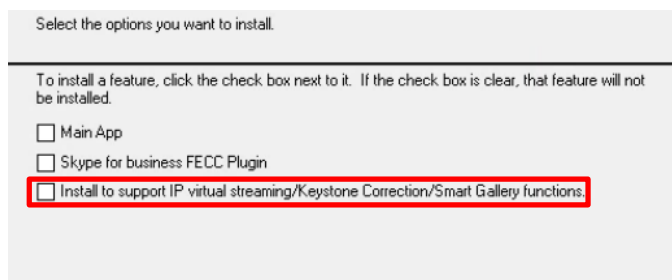 Select the options you want to install.
To install a feature, click the check box next to it.  If the check box is clear, that feature will not
be installed.
Main App
Skype for business FECC Plugin
Install to support IP virtual streaming/Keystone Correction/Smart Gallery functions.